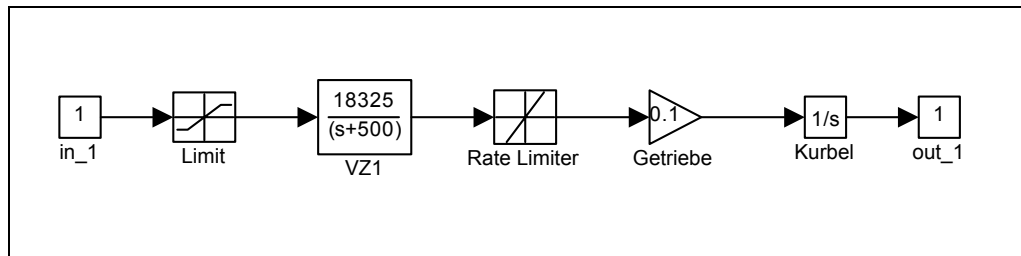 1
in_1
Limit
18325
(s+500)
VZ1
Rate Limiter
0.1
Getriebe
1/s
Kurbel
1
out_1